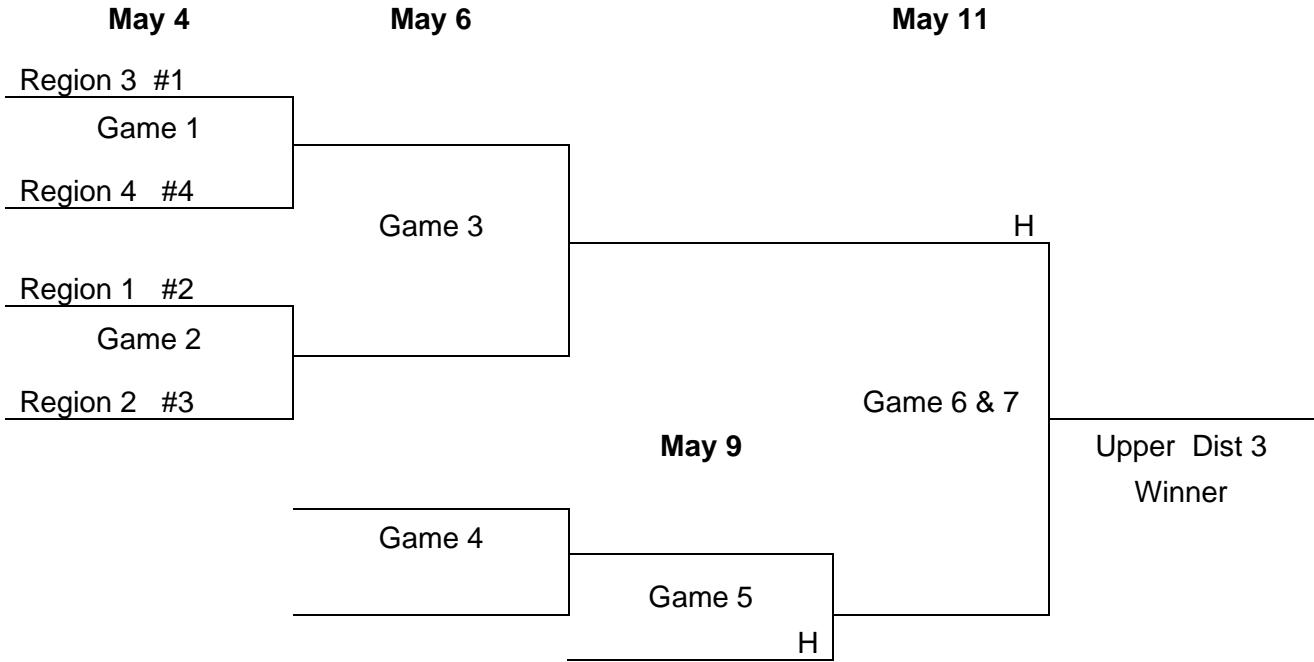 May 4 May 6 May 11
Region 3 #1
Game 1
Region 4 #4
Game 3
H
Region 1 #2
Game 2
Region 2 #3
Game 6 & 7
May 9
Upper Dist 3
Winner
Game 4
Game 5
H